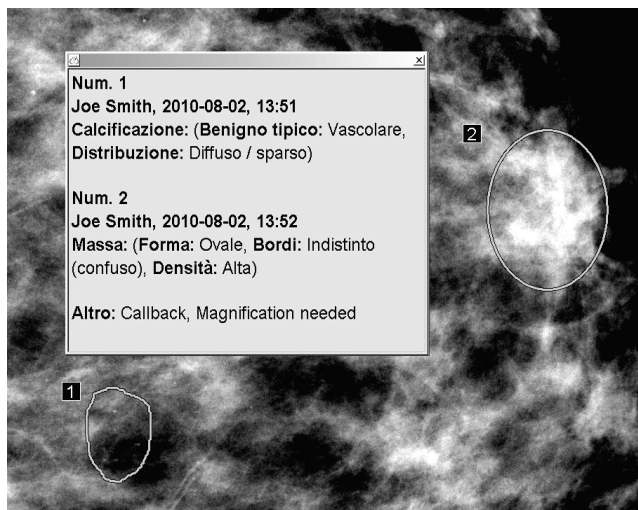 Num. 1
Joe Smith, 2010-08-02, 13:51
Calcificazione: (Benigno tipico: Vascolare,
Distribuzione: Diffuso / sparso)
Num. 2
Joe Smith, 2010-08-02, 13:52
Massa: (Forma: Ovale, Bordi: Indistinto
(confuso), Densità: Alta)
Altro: Callback, Magnification needed
2
1